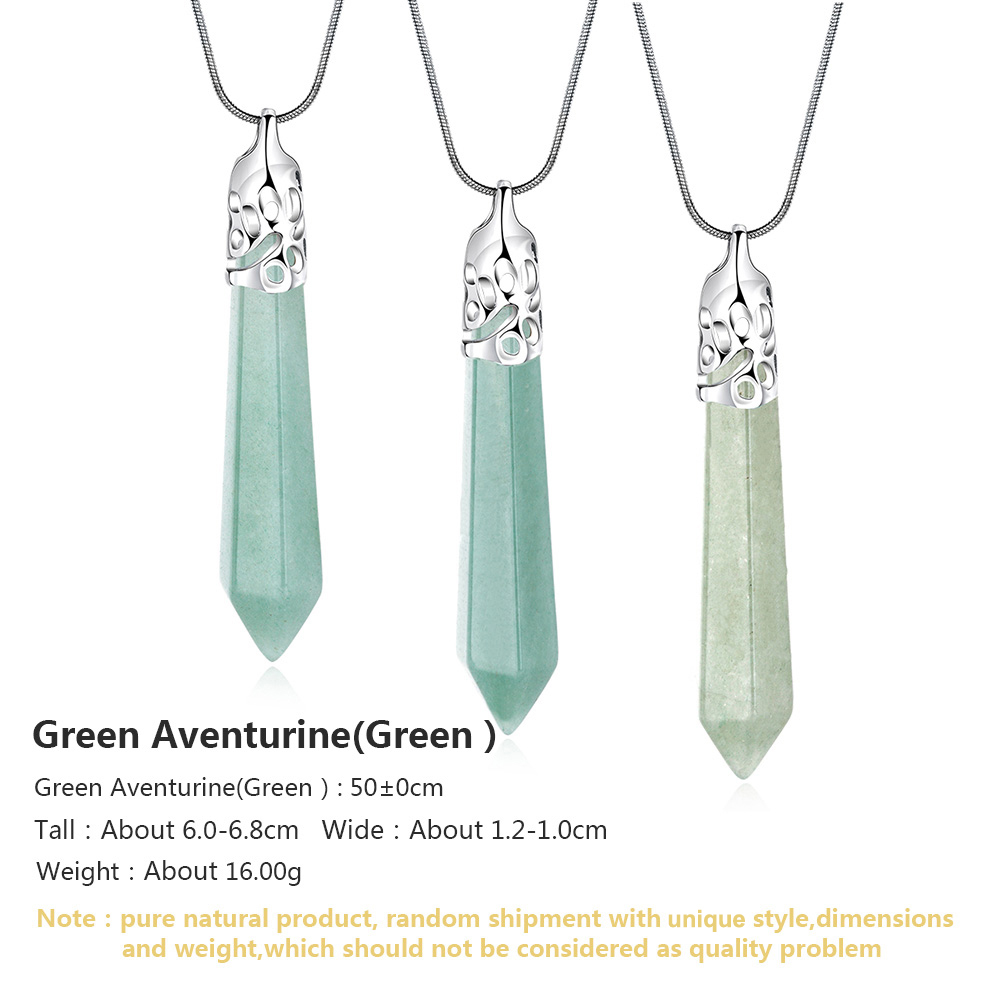 Green Aventurine(Green )
Green Aventurine(Green ) : 50±0cm
Tall : About 6.0-6.8cm Wide : About 1.2-1.0cm
Weight : About 16.00g
Note : pure natural product, random shipment with unique style,dimensions
and weight,which should not be considered as quality problem